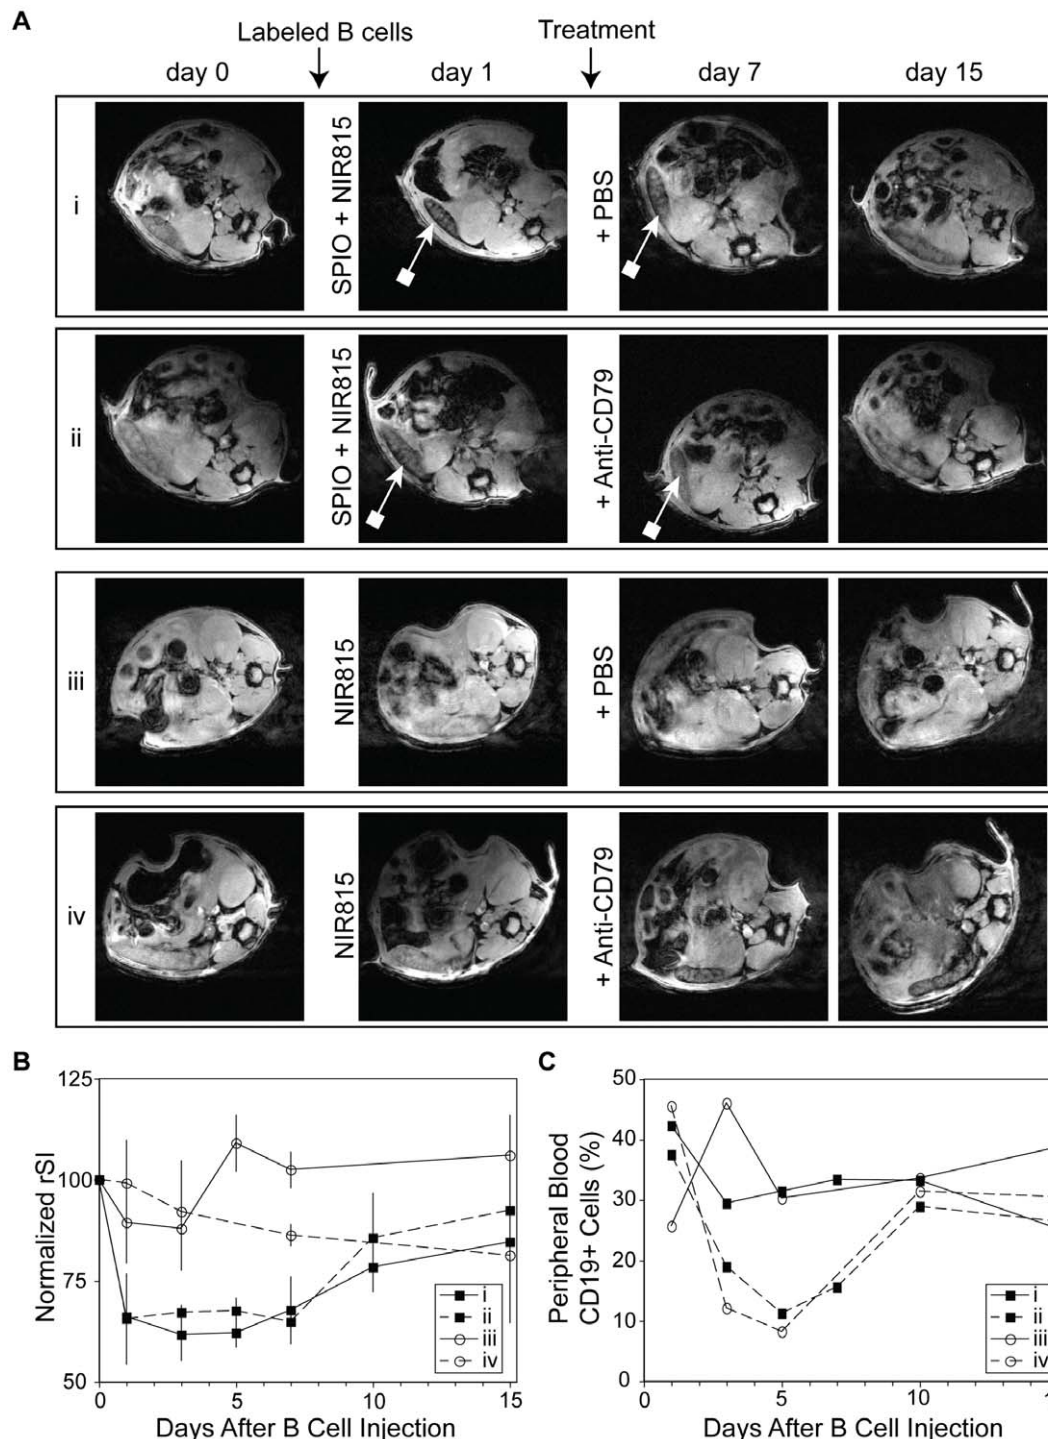 A
Labeled B cells
Treatment
day 0
day 1
day 7
day 15
i
SPIO + NIR815
+ PBS
ii
SPIO + NIR815
+ Anti-CD79
iii
NIR815
+ PBS
iv
NIR815
+ Anti-CD79
B
125
100
75
50
Normalized rSI
0
5
10
15
Days After B Cell Injection
i
ii
iii
iv
C
50
40
30
20
10
0
Peripheral Blood
CD19+ Cells (%)
0
5
10
Days After B Cell Injection
i
ii
iii
iv